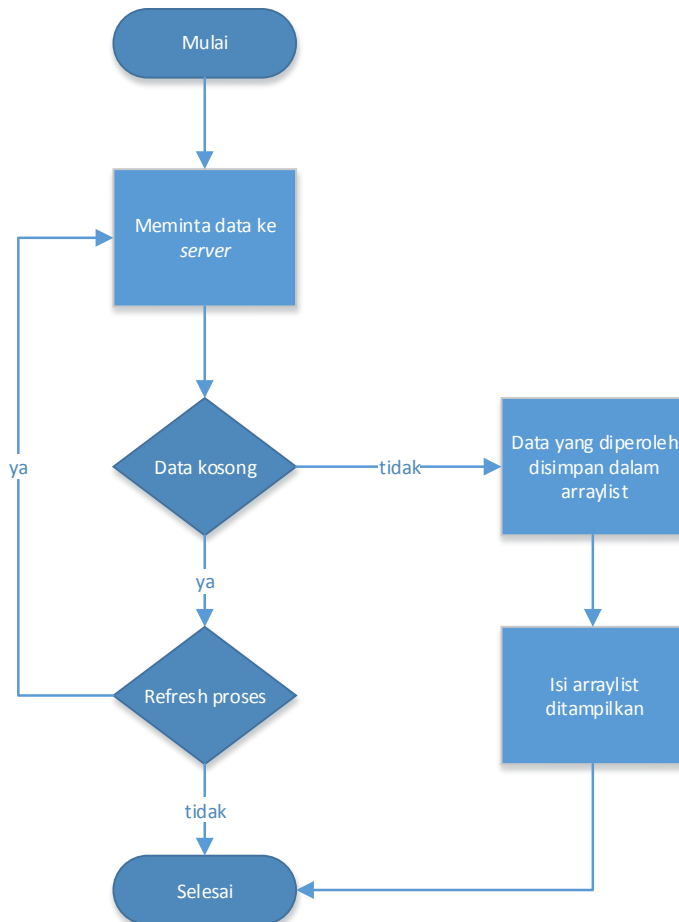 Mulai
Meminta data ke
server
Data kosong
tidak
Data yang diperoleh
disimpan dalam
arraylist
ya
ya
Refresh proses
Isi arraylist
ditampilkan
tidak
Selesai